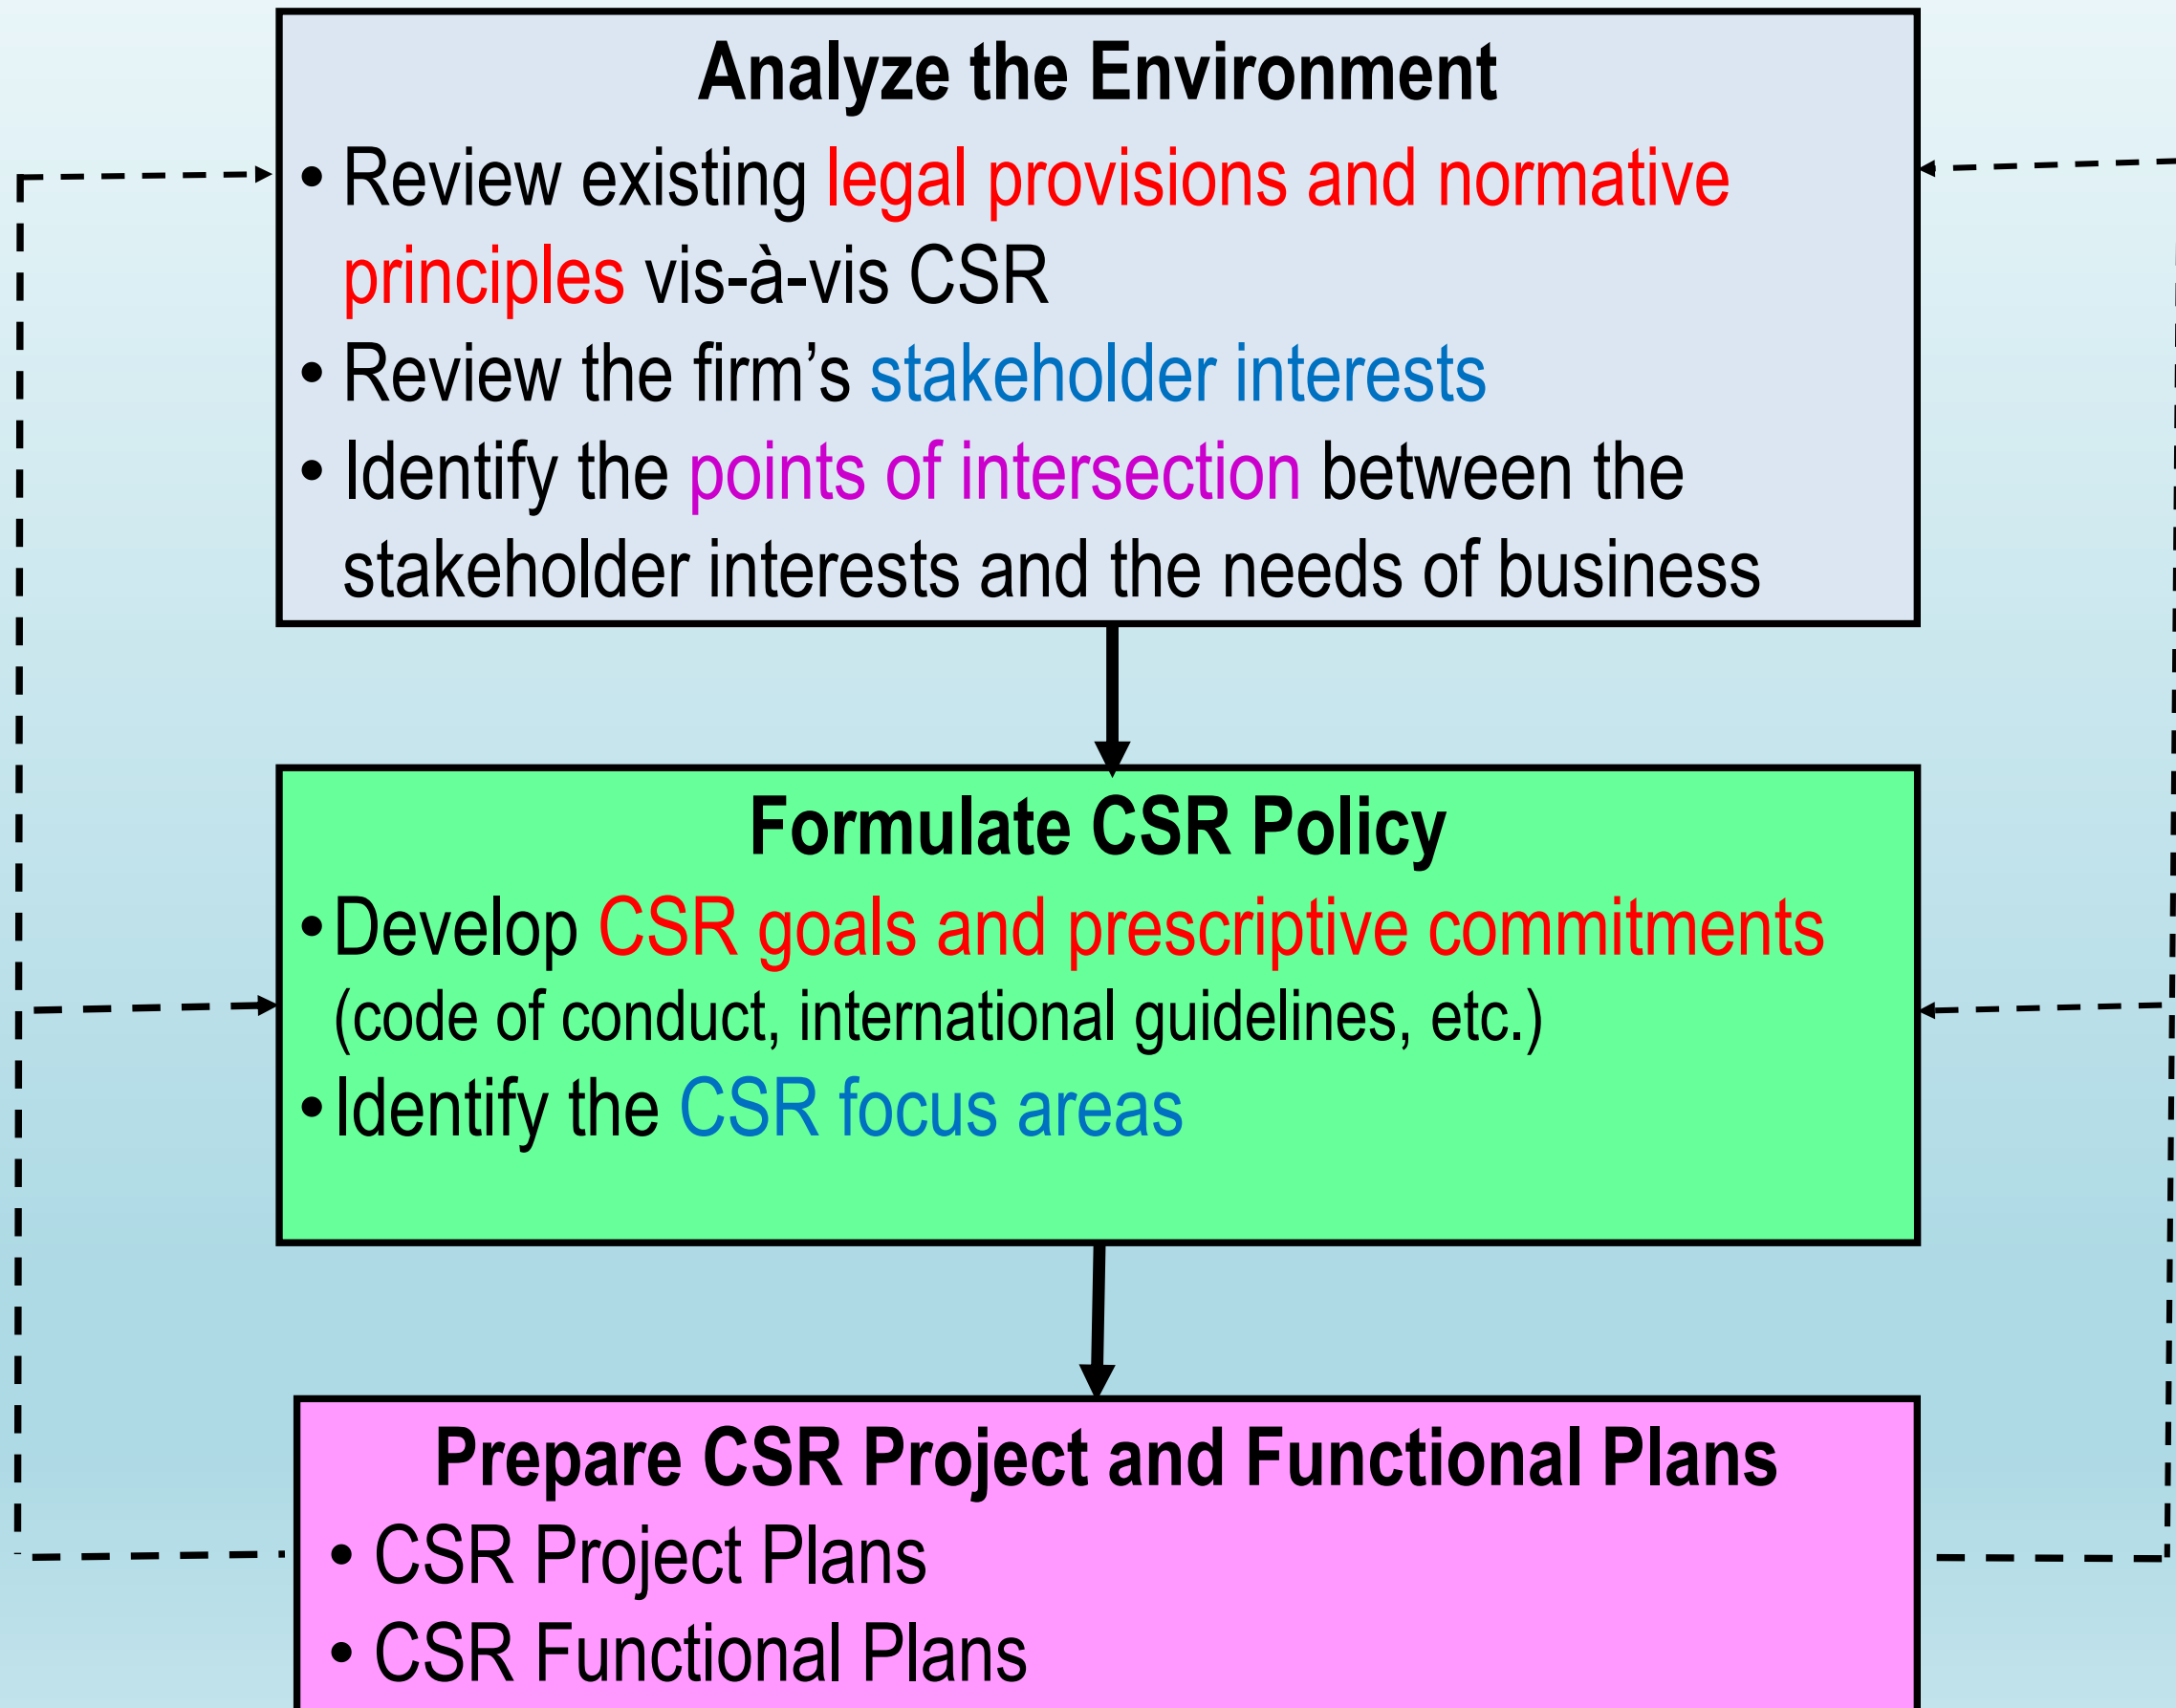 Analyze the Environment
• Review existing legal provisions and normative
principles vis-à-vis CSR
• Review the firm’s stakeholder interests
• Identify the points of intersection between the
stakeholder interests and the needs of business
Formulate CSR Policy
• Develop CSR goals and prescriptive commitments
(code of conduct, international guidelines, etc.)
• Identify the CSR focus areas
Prepare CSR Project and Functional Plans
• CSR Project Plans
• CSR Functional Plans